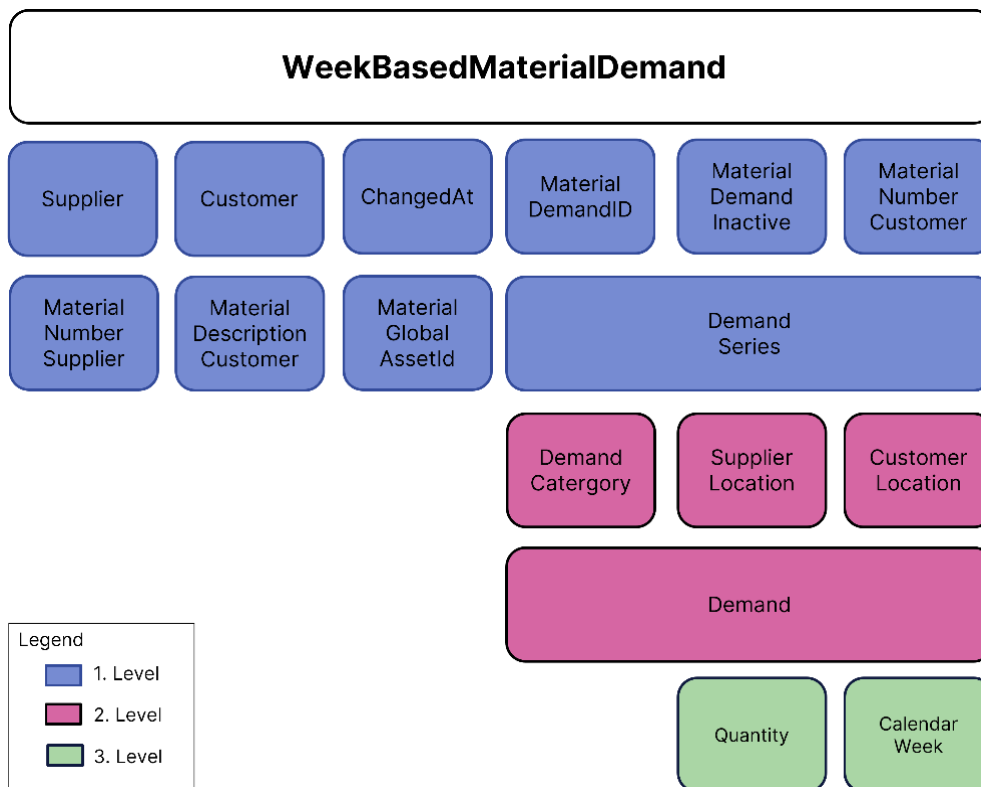 WeekBasedMaterialDemand
Supplier
Customer
ChangedAt
Material
DemandID
Material
Demand
Inactive
Material
Number
Customer
Material
Number
Supplier
Material
Description
Customer
Material
Global
AssetId
Demand
Series
Demand
Catergory
Supplier
Location
Customer
Location
Demand
Legend
1. Level
2. Level
3. Level
Quantity
Calendar
Week